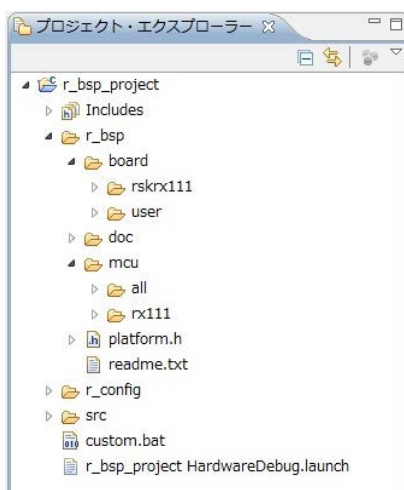 プロジェクト・エクスプローラー
r_bsp_project
Includes
r_bsp
board
rskrx111
user
doc
mcu
all
rx111
platform.h
readme.txt
r_config
src
custom.bat
r_bsp_project HardwareDebug.launch